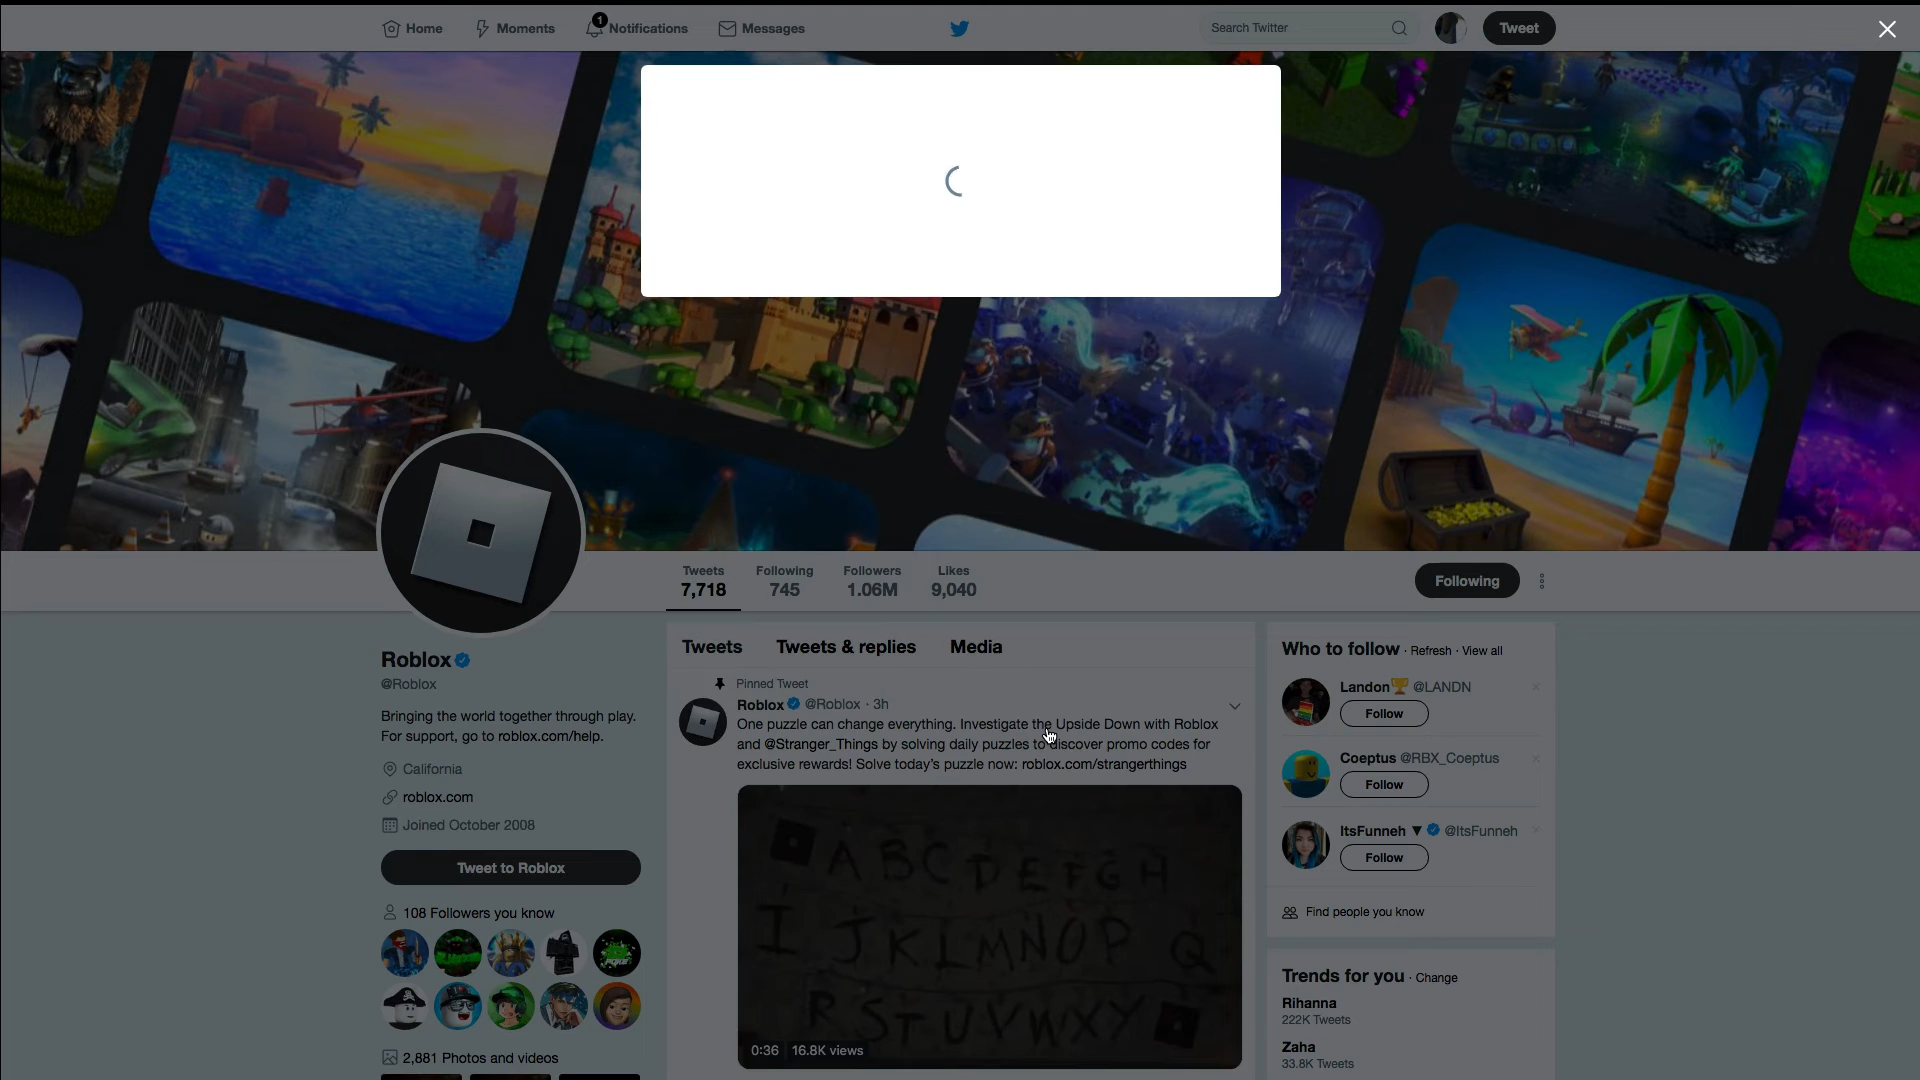 Home
Moments
1
Notifications
Messages
Search Twitter
Tweet
Tweets
7,718
Following
745
Followers
1.06M
Likes
9,040
Following
Roblox
@Roblox
Bringing the world together through play.
For support, go to roblox.com/help.
California
roblox.com
Joined October 2008
Tweet to Roblox
108 Followers you know
2,881 Photos and videos
Tweets
Tweets & replies
Media
Pinned Tweet
Roblox @Roblox · 3h
One puzzle can change everything. Investigate the Upside Down with Roblox
and @Stranger_Things by solving daily puzzles to discover promo codes for
exclusive rewards! Solve today's puzzle now: roblox.com/strangerthings
A B C D E F G H
I J K L M N O P Q
R S T U V W X Y
0:36
16.8K views
Who to follow · Refresh · View all
Landon🏆 @LANDN
Follow
Coeptus @RBX_Coeptus
Follow
ItsFunneh ▼ @ItsFunneh
Follow
Find people you know
Trends for you · Change
Rihanna
222K Tweets
Zaha
33.8K Tweets